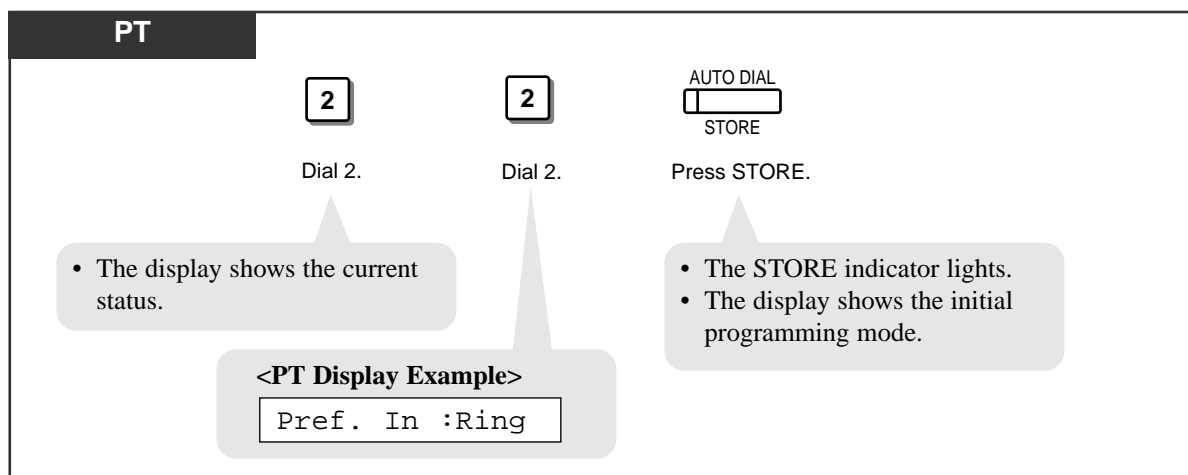 PT
2
2
AUTO DIAL
STORE
Dial 2.
Dial 2.
Press STORE.
• The display shows the current
status.
• The STORE indicator lights.
• The display shows the initial
programming mode.
<PT Display Example>
Pref. In :Ring